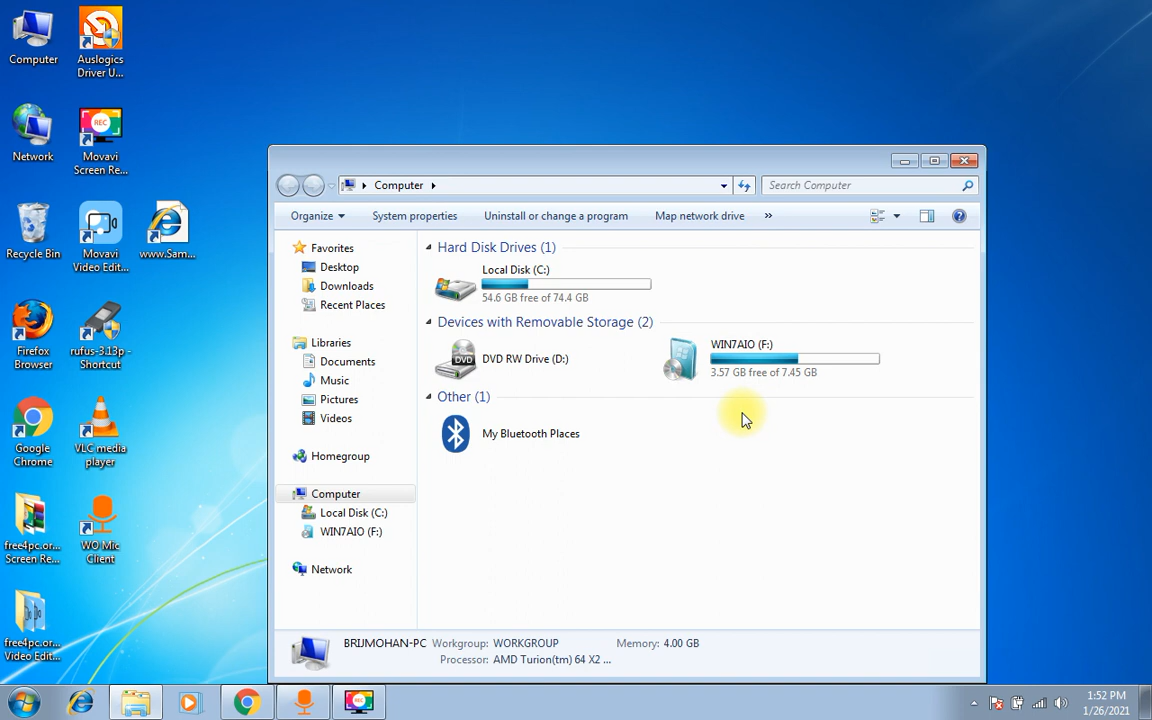 Computer
Auslogics
Driver U...
Network
REC
Movavi
Screen Re...
Recycle Bin
Movavi
Video Edit...
www.Sam...
Firefox
Browser
rufus-3.13p -
Shortcut
Google
Chrome
VLC media
player
free4pc.or...
Screen Re...
WO Mic
Client
free4pc.or...
Video Edit...
Computer
Search Computer
Organize
System properties
Uninstall or change a program
Map network drive
»
Favorites
Desktop
Downloads
Recent Places
Libraries
Documents
Music
Pictures
Videos
Homegroup
Computer
Local Disk (C:)
WIN7AIO (F:)
Network
Hard Disk Drives (1)
Local Disk (C:)
54.6 GB free of 74.4 GB
Devices with Removable Storage (2)
DVD
DVD RW Drive (D:)
WIN7AIO (F:)
3.57 GB free of 7.45 GB
Other (1)
My Bluetooth Places
BRIJMOHAN-PC Workgroup: WORKGROUP Memory: 4.00 GB
Processor: AMD Turion(tm) 64 X2 ...
REC
1:52 PM
1/26/2021